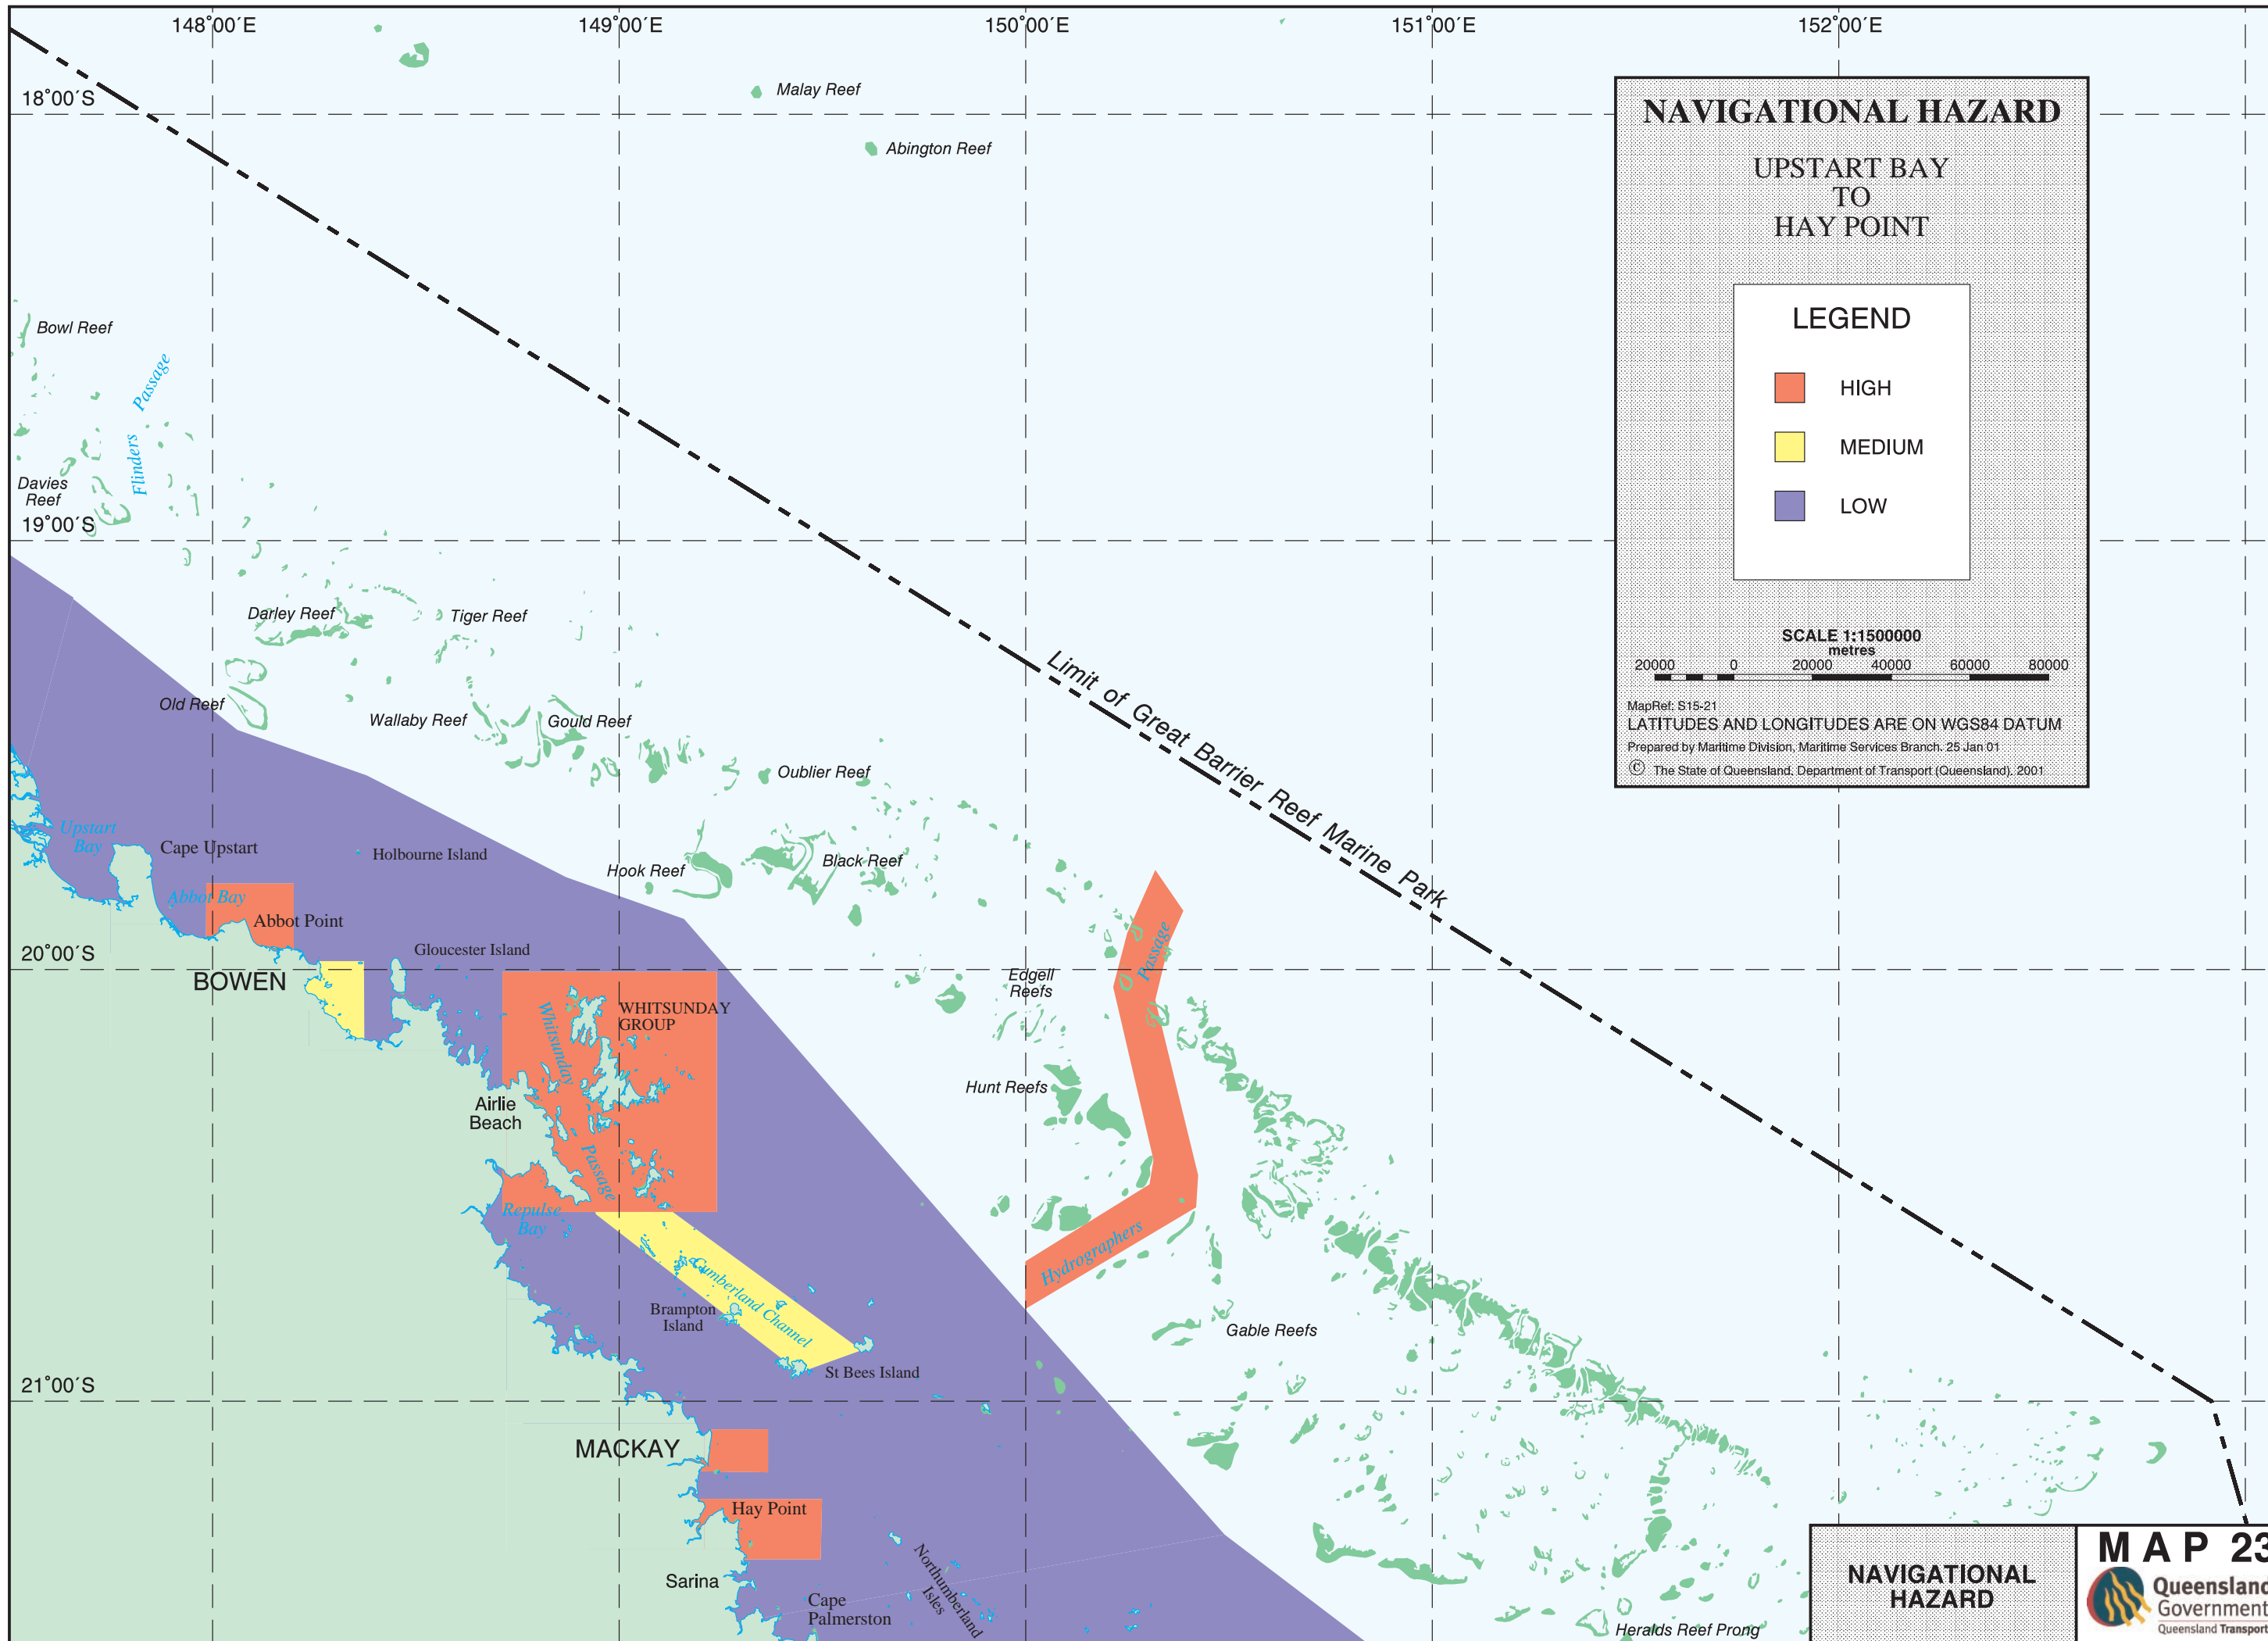 148°00′E
149°00′E
150°00′E
151°00′E
152°00′E
18°00′S
Malay Reef
Abington Reef
NAVIGATIONAL HAZARD
UPSTART BAY
TO
HAY POINT
LEGEND
HIGH
MEDIUM
LOW
SCALE 1:1500000
metres
20000 0 20000 40000 60000 80000
MapRef: S15-21
LATITUDES AND LONGITUDES ARE ON WGS84 DATUM
Prepared by Maritime Division, Maritime Services Branch. 25 Jan 01
© The State of Queensland, Department of Transport (Queensland). 2001
Bowl Reef
Flinders Passage
Davies
Reef
19°00′S
Darley Reef
Tiger Reef
Old Reef
Wallaby Reef
Gould Reef
Oublier Reef
Limit of Great Barrier Reef Marine Park
Upstart
Bay
Cape Upstart
Holbourne Island
Hook Reef
Black Reef
Abbot Bay
Abbot Point
Gloucester Island
20°00′S
BOWEN
Edgell
Reefs
WHITSUNDAY
GROUP
Whitsunday Passage
Airlie
Beach
Hunt Reefs
Hydrographers Passage
Repulse
Bay
Cumberland Channel
Brampton
Island
Gable Reefs
St Bees Island
21°00′S
MACKAY
Hay Point
Sarina
Cape
Palmerston
Northumberland
Isles
Heralds Reef Prong
NAVIGATIONAL
HAZARD
MAP 23
Queensland
Government
Queensland Transport